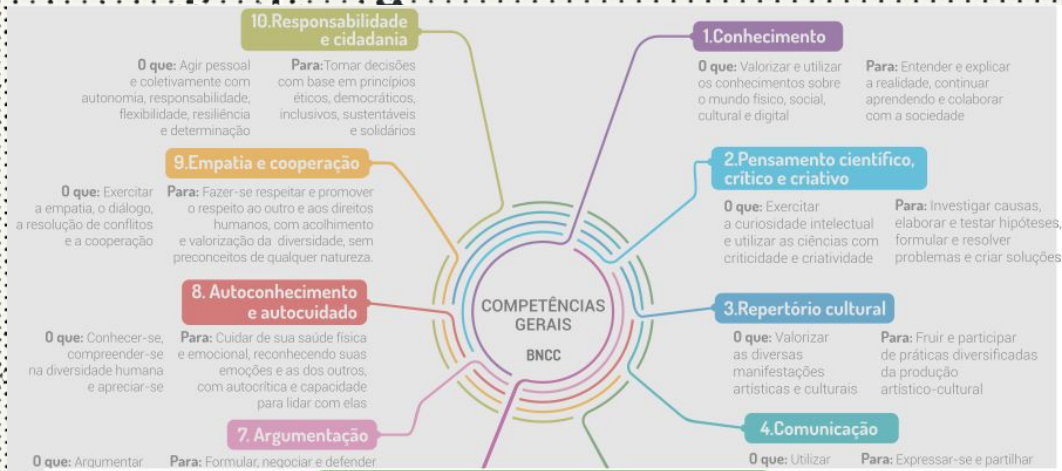 10.Responsabilidade
e cidadania
O que: Agir pessoal
e coletivamente com
autonomia, responsabilidade,
flexibilidade, resiliência
e determinação
Para:Tomar decisões
com base em princípios
éticos, democráticos,
inclusivos, sustentáveis
e solidários
1.Conhecimento
O que: Valorizar e utilizar
os conhecimentos sobre
o mundo físico, social,
cultural e digital
Para: Entender e explicar
a realidade, continuar
aprendendo e colaborar
com a sociedade
9.Empatia e cooperação
O que: Exercitar
a empatia, o diálogo,
a resolução de conflitos
e a cooperação
Para: Fazer-se respeitar e promover
o respeito ao outro e aos direitos
humanos, com acolhimento
e valorização da diversidade, sem
preconceitos de qualquer natureza.
2.Pensamento científico,
crítico e criativo
O que: Exercitar
a curiosidade intelectual
e utilizar as ciências com
criticidade e criatividade
Para: Investigar causas,
elaborar e testar hipóteses,
formular e resolver
problemas e criar soluções
8. Autoconhecimento
e autocuidado
O que: Conhecer-se,
compreender-se
na diversidade humana
e apreciar-se
Para: Cuidar de sua saúde física
e emocional, reconhecendo suas
emoções e as dos outros,
com autocrítica e capacidade
para lidar com elas
COMPETÊNCIAS
GERAIS
BNCC
3.Repertório cultural
O que: Valorizar
as diversas
manifestações
artísticas e culturais
Para: Fruir e participar
de práticas diversificadas
da produção
artístico-cultural
7. Argumentação
O que: Argumentar
Para: Formular, negociar e defender
4.Comunicação
O que: Utilizar
Para: Expressar-se e partilhar